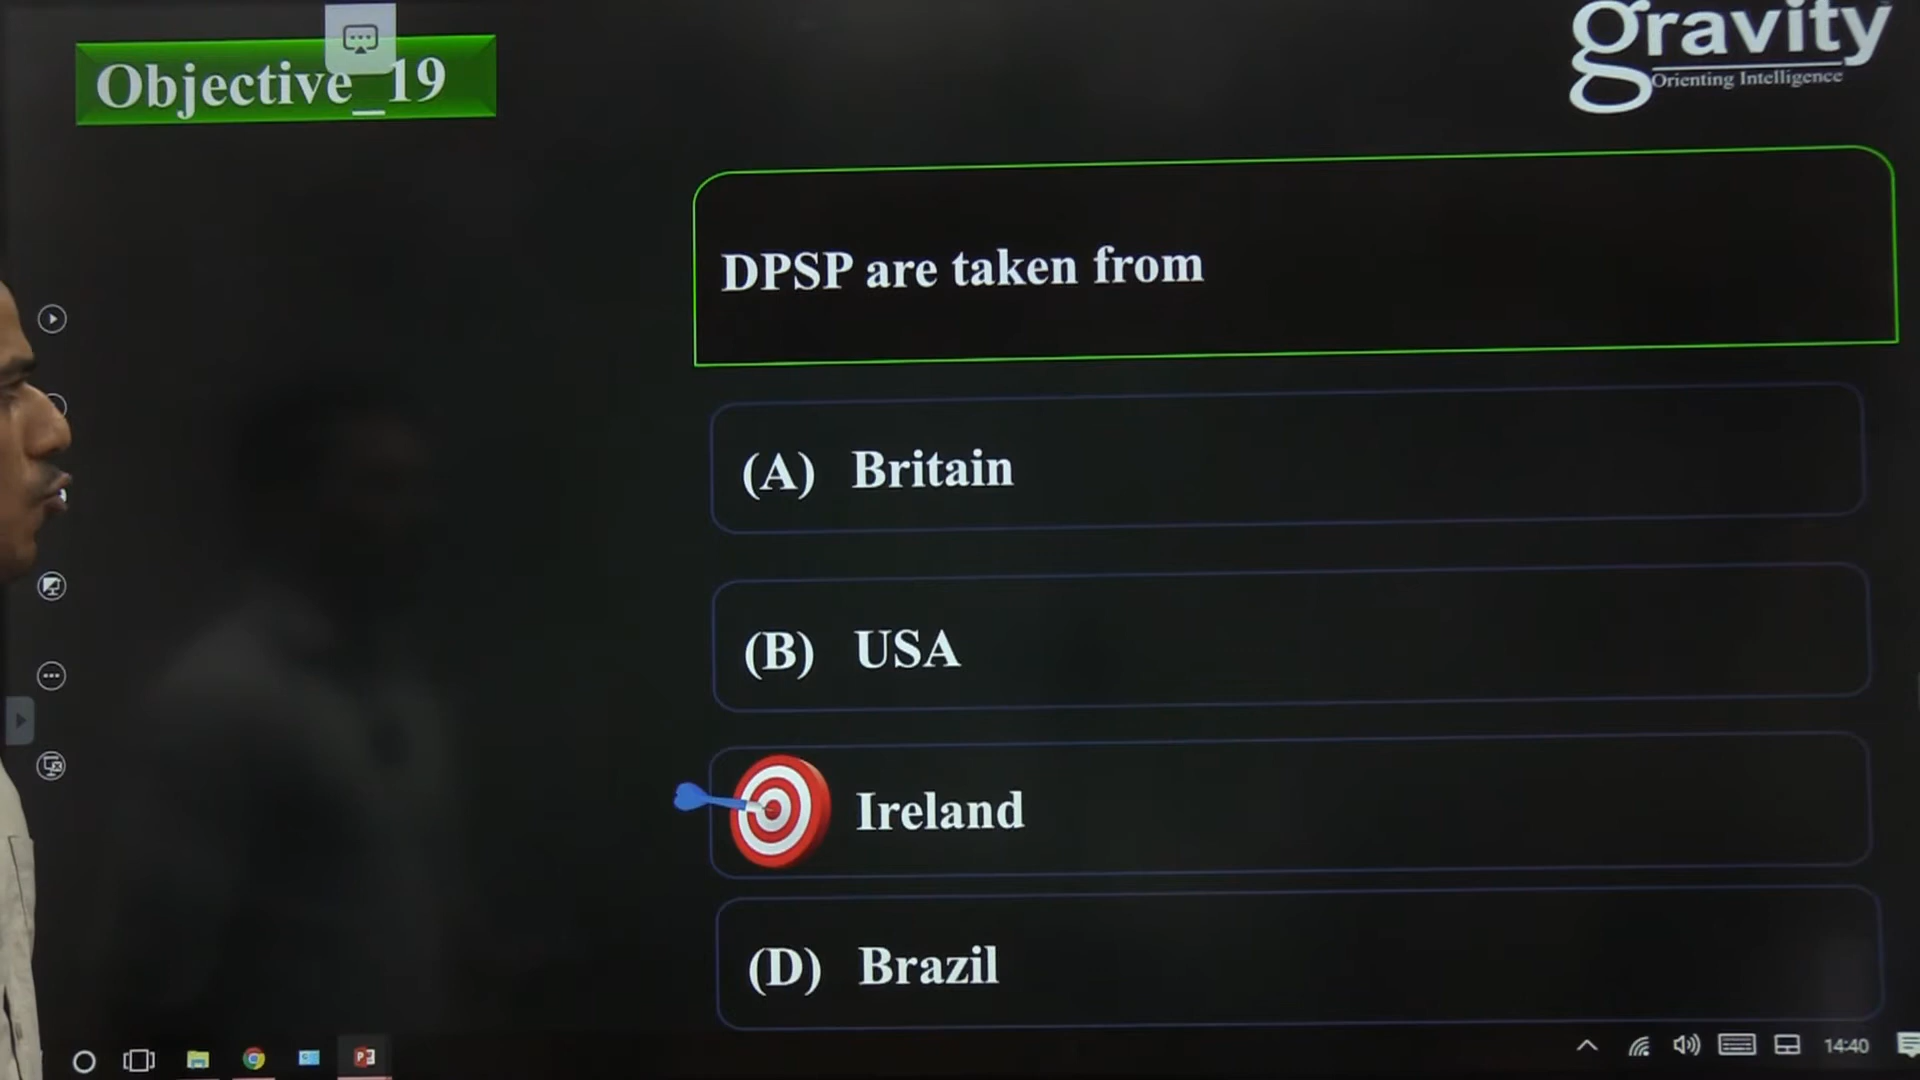 Objective_19
gravity
Orienting Intelligence
DPSP are taken from
(A) Britain
(B) USA
Ireland
(D) Brazil
14:40